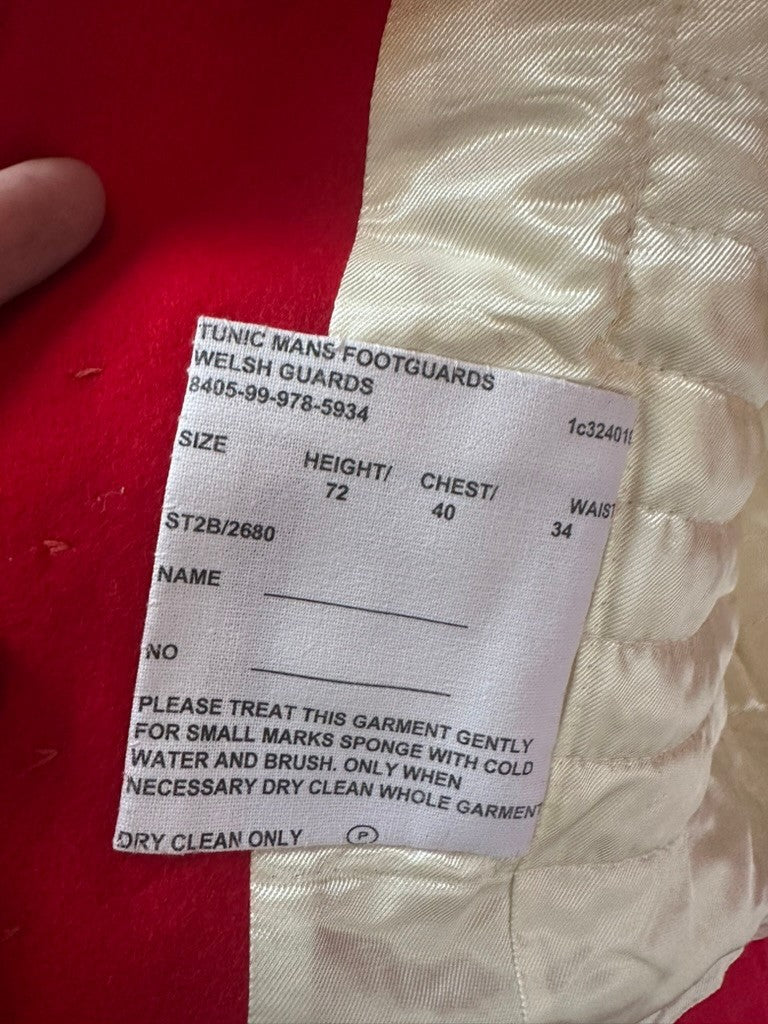 TUNIC MANS FOOTGUARDS
WELSH GUARDS
8405-99-978-5934
1c32401
SIZE HEIGHT/ CHEST/ WAIST
72 40 34
ST2B/2680
NAME
NO
PLEASE TREAT THIS GARMENT GENTLY
FOR SMALL MARKS SPONGE WITH COLD
WATER AND BRUSH. ONLY WHEN
NECESSARY DRY CLEAN WHOLE GARMENT
DRY CLEAN ONLY P